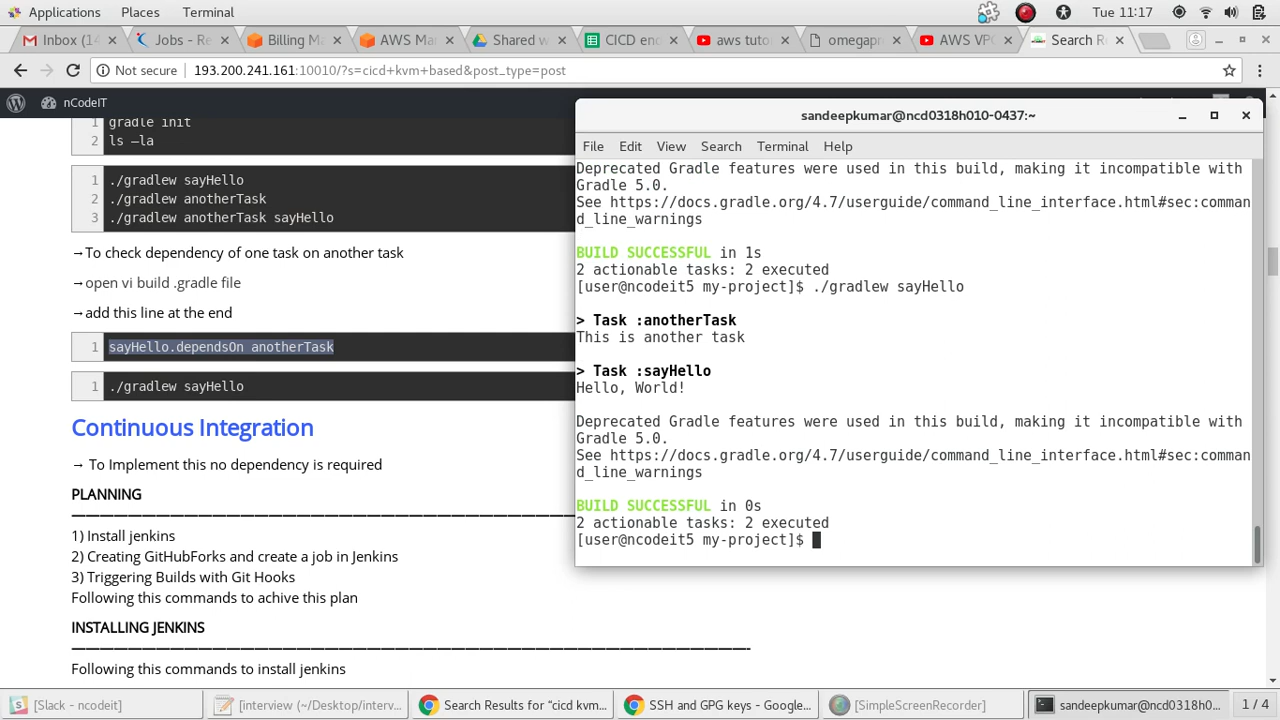 Applications Places Terminal Tue 11:17
Inbox (14 Jobs - Re Billing M AWS Ma Shared w CICD en aws tuto omegapr AWS VPC Search R
Not secure 193.200.241.161:10010/?s=cicd+kvm+based&post_type=post
nCodeIT
1 gradle init
2 ls –la
1 ./gradlew sayHello
2 ./gradlew anotherTask
3 ./gradlew anotherTask sayHello
→To check dependency of one task on another task
→open vi build .gradle file
→add this line at the end
1 sayHello.dependsOn anotherTask
1 ./gradlew sayHello
Continuous Integration
→ To Implement this no dependency is required
PLANNING
1) Install jenkins
2) Creating GitHubForks and create a job in Jenkins
3) Triggering Builds with Git Hooks
Following this commands to achive this plan
INSTALLING JENKINS
Following this commands to install jenkins
sandeepkumar@ncd0318h010-0437:~
File Edit View Search Terminal Help
Deprecated Gradle features were used in this build, making it incompatible with
Gradle 5.0.
See https://docs.gradle.org/4.7/userguide/command_line_interface.html#sec:comman
d_line_warnings
BUILD SUCCESSFUL in 1s
2 actionable tasks: 2 executed
[user@ncodeit5 my-project]$ ./gradlew sayHello
> Task :anotherTask
This is another task
> Task :sayHello
Hello, World!
Deprecated Gradle features were used in this build, making it incompatible with
Gradle 5.0.
See https://docs.gradle.org/4.7/userguide/command_line_interface.html#sec:comman
d_line_warnings
BUILD SUCCESSFUL in 0s
2 actionable tasks: 2 executed
[user@ncodeit5 my-project]$
[Slack - ncodeit] [interview (~/Desktop/interv... Search Results for “cicd kvm... SSH and GPG keys - Google... [SimpleScreenRecorder] sandeepkumar@ncd0318h0... 1 / 4